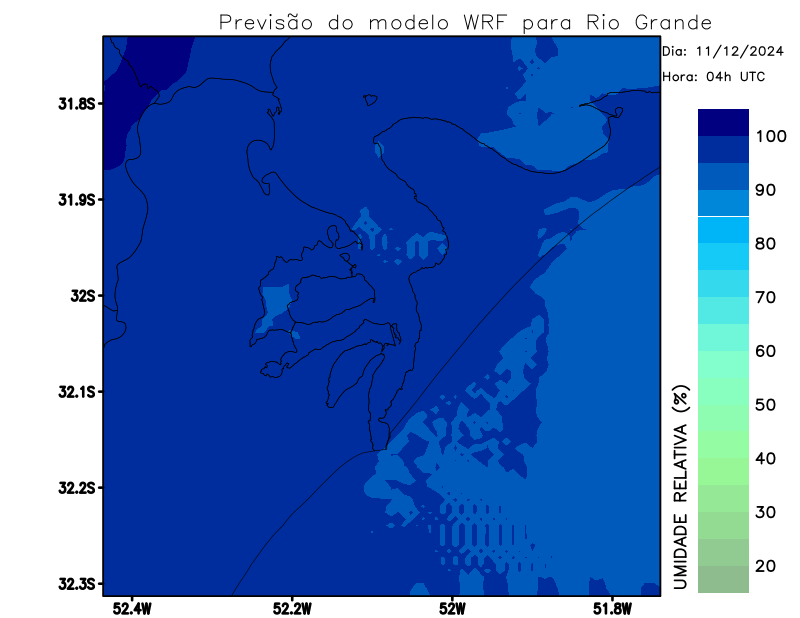 Previsão do modelo WRF para Rio Grande
Dia: 11/12/2024
Hora: 04h UTC
31.8S
31.9S
32S
32.1S
32.2S
32.3S
52.4W
52.2W
52W
51.8W
100
90
80
70
60
50
40
30
20
UMIDADE RELATIVA (%)